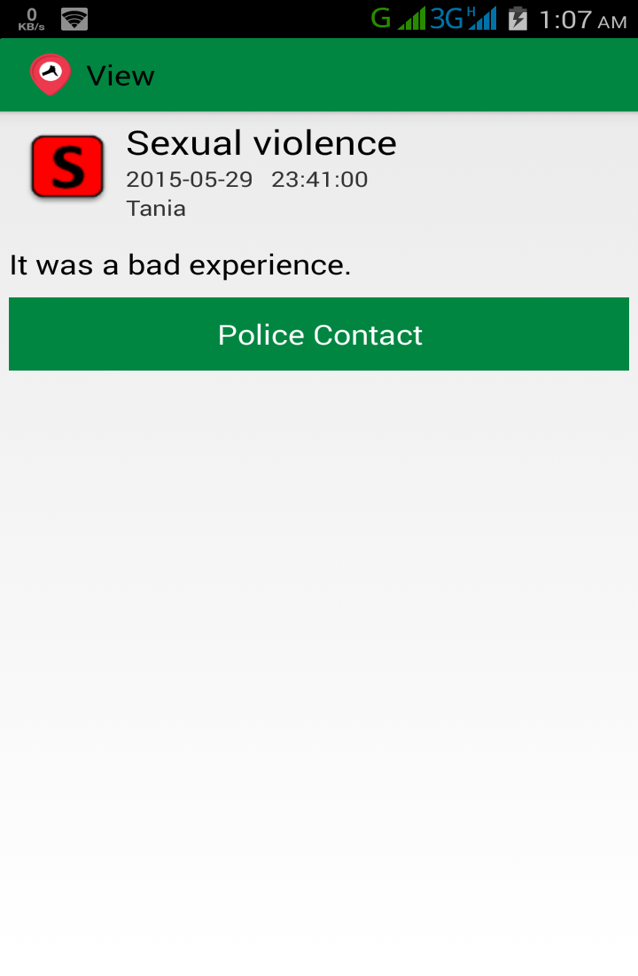 0
KB/s
G 3G H 1:07 AM
View
S
Sexual violence
2015-05-29 23:41:00
Tania
It was a bad experience.
Police Contact